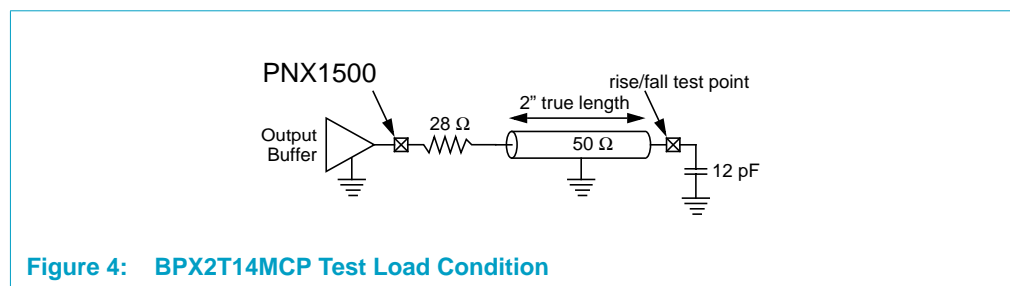 PNX1500
rise/fall test point
2" true length
28 Ω
Output
Buffer
50 Ω
12 pF
Figure 4: BPX2T14MCP Test Load Condition